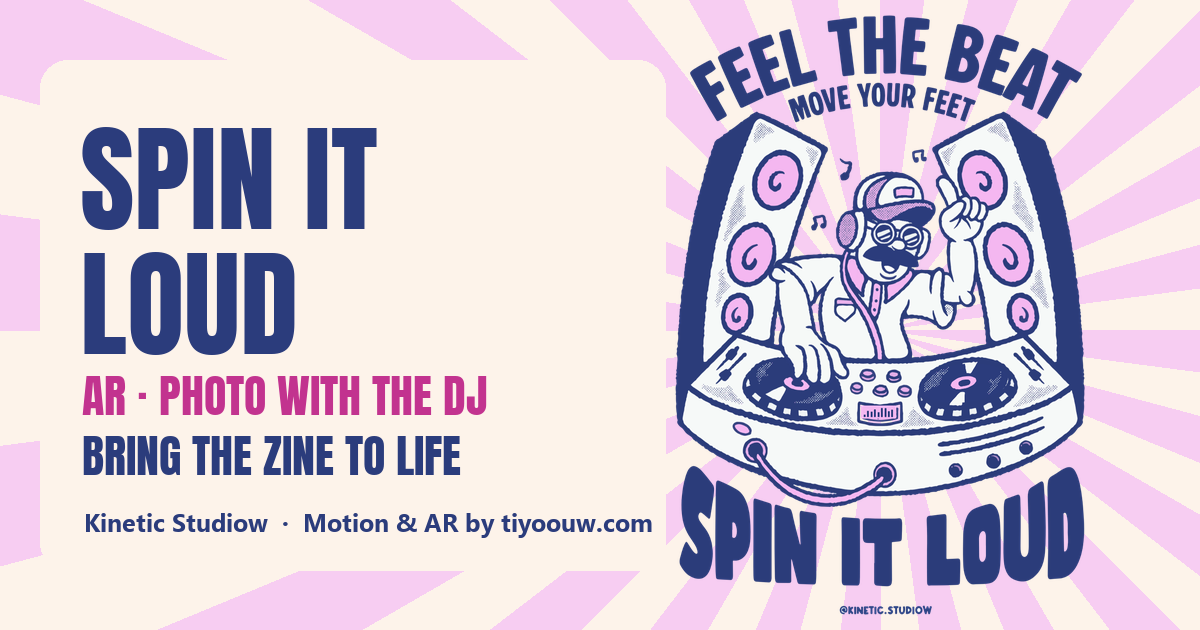 SPIN IT
LOUD
AR · PHOTO WITH THE DJ
BRING THE ZINE TO LIFE
Kinetic Studiow · Motion & AR by tiyoouw.com
FEEL THE BEAT
MOVE YOUR FEET
SPIN IT LOUD
@KINETIC.STUDIOW